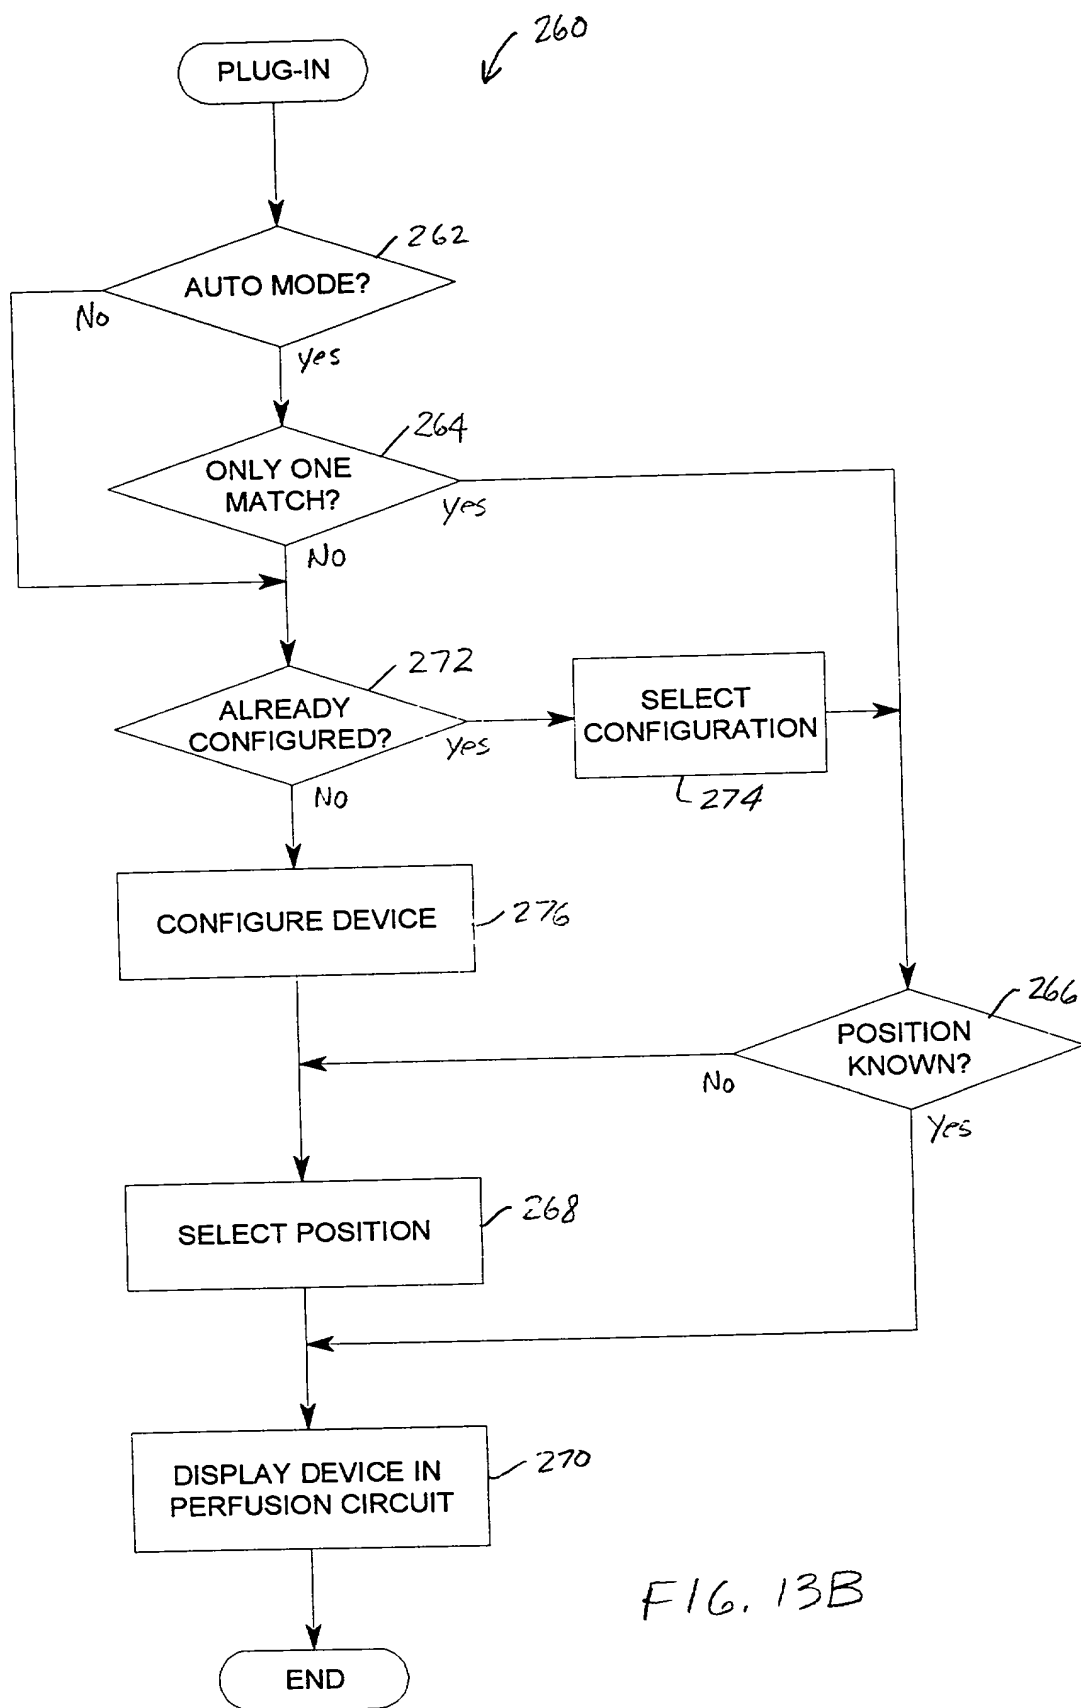 260
PLUG-IN
262
AUTO MODE?
No
yes
264
ONLY ONE
MATCH?
yes
No
272
ALREADY
CONFIGURED?
yes
No
SELECT
CONFIGURATION
274
CONFIGURE DEVICE
276
266
POSITION
KNOWN?
No
Yes
SELECT POSITION
268
DISPLAY DEVICE IN
PERFUSION CIRCUIT
270
FIG. 13B
END